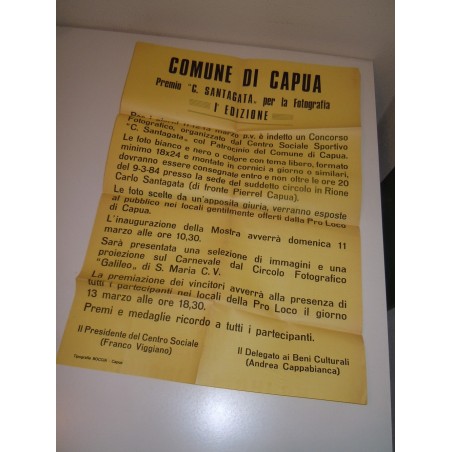 COMUNE DI CAPUA
Premio "C. SANTAGATA" per la Fotografia
1ª EDIZIONE
Per i giorni 11-12-13 marzo p.v. è indetto un Concorso
Fotografico, organizzato dal Centro Sociale Sportivo
"C. Santagata" col Patrocinio del Comune di Capua.
Le foto bianco e nero o colore con tema libero, formato
minimo 18x24 e montate in cornici a giorno o similari,
dovranno essere consegnate entro e non oltre le ore 20
del 9-3-84 presso la sede del suddetto circolo in Rione
Carlo Santagata (di fronte Pierrel Capua).
Le foto scelte da un'apposita giuria, verranno esposte
al pubblico nei locali gentilmente offerti dalla Pro Loco
di Capua.
L'inaugurazione della Mostra avverrà domenica 11
marzo alle ore 10,30.
Sarà presentata una selezione di immagini e una
proiezione sul Carnevale dal Circolo Fotografico
"Galileo" di S. Maria C. V.
La premiazione dei vincitori avverrà alla presenza di
tutti i partecipanti nei locali della Pro Loco il giorno
13 marzo alle ore 18,30.
Premi e medaglie ricordo a tutti i partecipanti.
Il Presidente del Centro Sociale
(Franco Viggiano)
Il Delegato ai Beni Culturali
(Andrea Cappabianca)
Tipografia